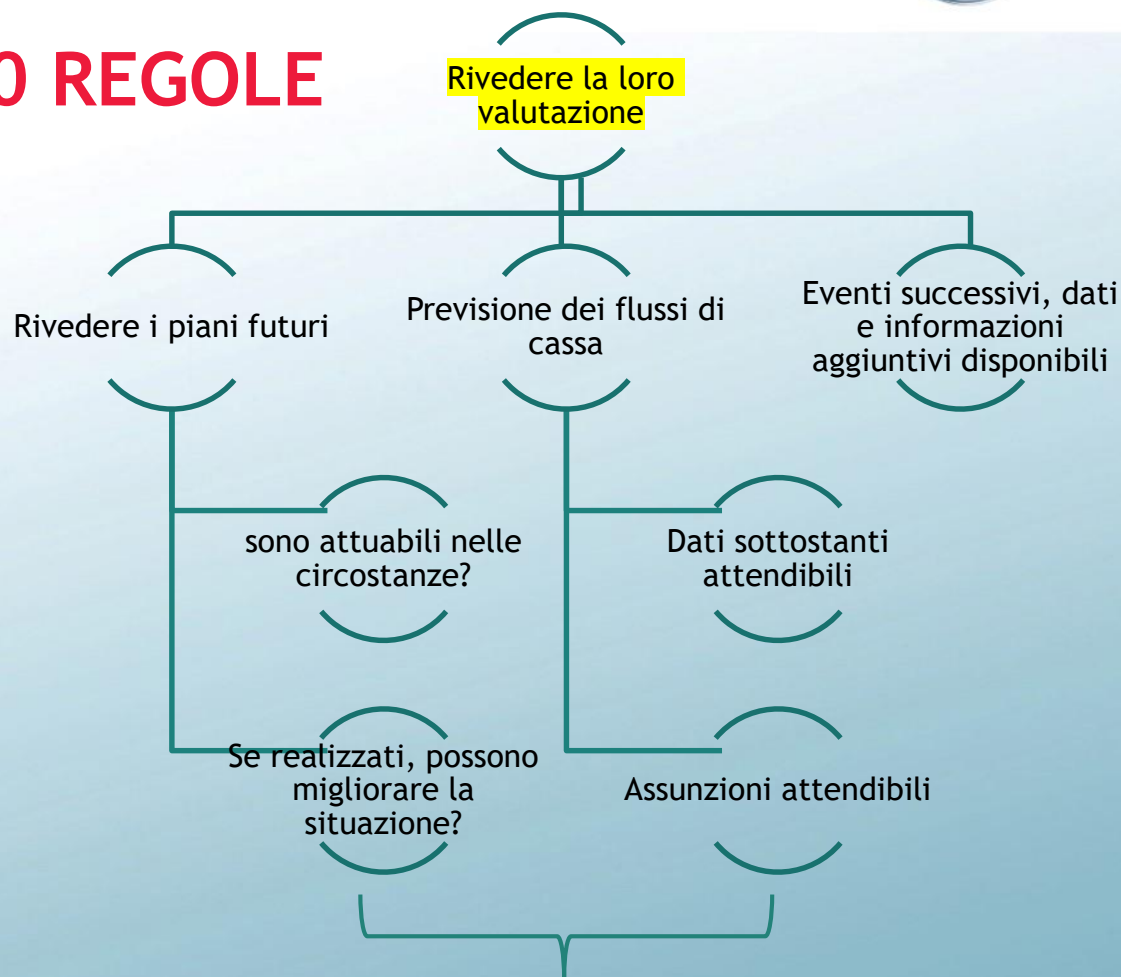 0 REGOLE
Rivedere la loro
valutazione
Rivedere i piani futuri
Previsione dei flussi di
cassa
Eventi successivi, dati
e informazioni
aggiuntivi disponibili
sono attuabili nelle
circostanze?
Dati sottostanti
attendibili
Se realizzati, possono
migliorare la
situazione?
Assunzioni attendibili